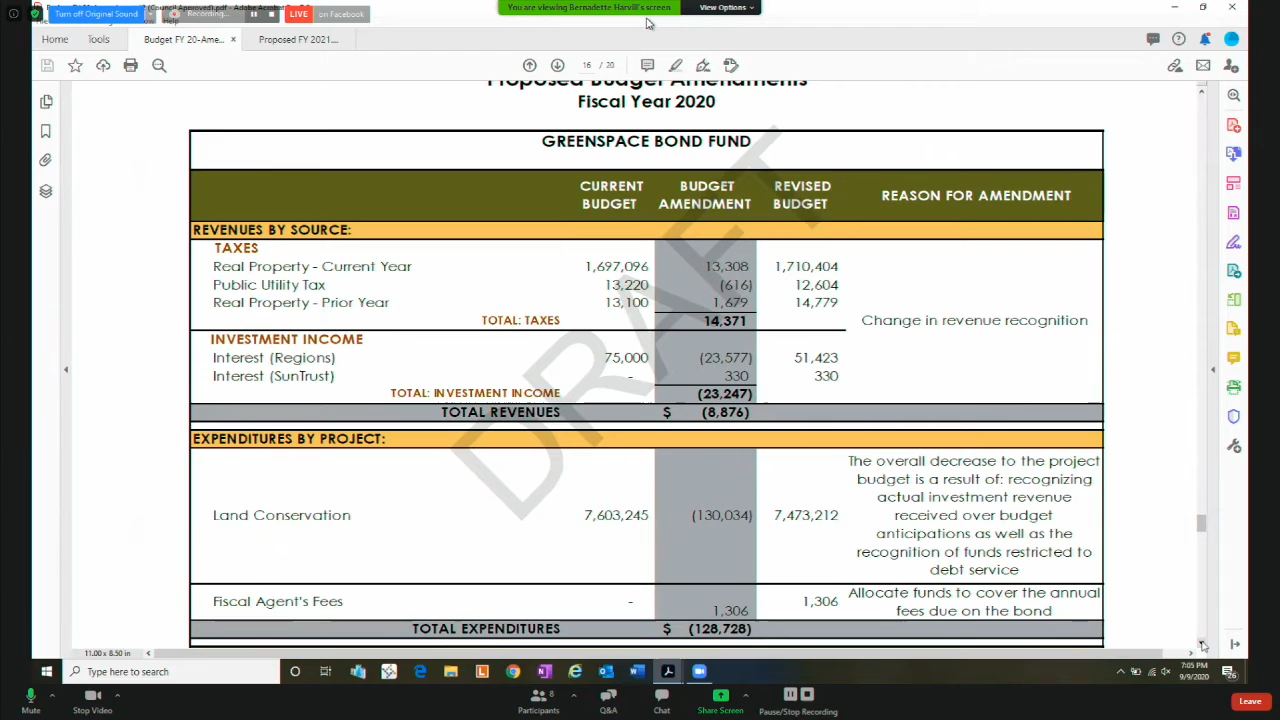 Turn off Original Sound
Recording...
LIVE on Facebook
You are viewing Bernadette Harvill's screen
View Options
Help
Home
Tools
Budget FY 20-Ame... ×
Proposed FY 2021....
16 / 20
Proposed Budget Amendments
Fiscal Year 2020
GREENSPACE BOND FUND
CURRENT BUDGET
BUDGET AMENDMENT
REVISED BUDGET
REASON FOR AMENDMENT
REVENUES BY SOURCE:
TAXES
Real Property - Current Year 1,697,096 13,308 1,710,404
Public Utility Tax 13,220 (616) 12,604
Real Property - Prior Year 13,100 1,679 14,779
TOTAL: TAXES 14,371 Change in revenue recognition
INVESTMENT INCOME
Interest (Regions) 75,000 (23,577) 51,423
Interest (SunTrust) - 330 330
TOTAL: INVESTMENT INCOME (23,247)
TOTAL REVENUES $ (8,876)
EXPENDITURES BY PROJECT:
Land Conservation 7,603,245 (130,034) 7,473,212
The overall decrease to the project
budget is a result of: recognizing
actual investment revenue
received over budget
anticipations as well as the
recognition of funds restricted to
debt service
Fiscal Agent's Fees - 1,306 1,306
Allocate funds to cover the annual
fees due on the bond
TOTAL EXPENDITURES $ (128,728)
DRAFT
11.00 x 8.50 in
Type here to search
7:05 PM
9/9/2020
26
Mute
Stop Video
Participants 8
Q&A
Chat
Share Screen
Pause/Stop Recording
Leave